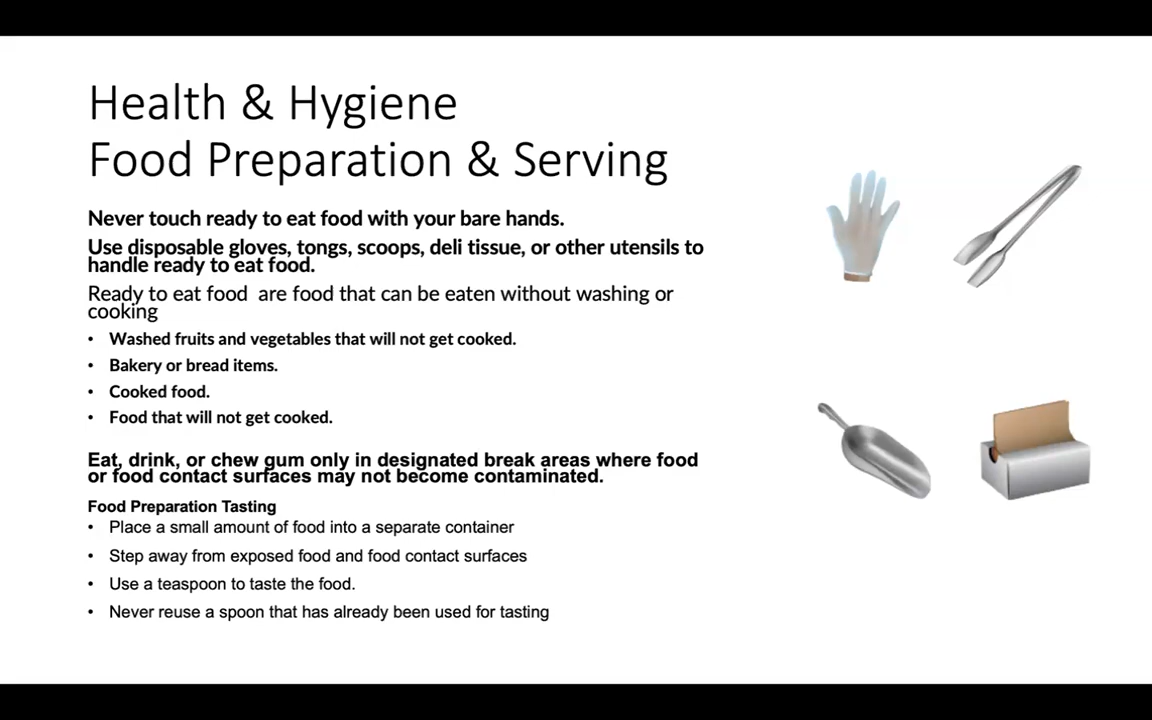 Health & Hygiene
Food Preparation & Serving
Never touch ready to eat food with your bare hands.
Use disposable gloves, tongs, scoops, deli tissue, or other utensils to
handle ready to eat food.
Ready to eat food  are food that can be eaten without washing or
cooking
• Washed fruits and vegetables that will not get cooked.
• Bakery or bread items.
• Cooked food.
• Food that will not get cooked.
Eat, drink, or chew gum only in designated break areas where food
or food contact surfaces may not become contaminated.
Food Preparation Tasting
• Place a small amount of food into a separate container
• Step away from exposed food and food contact surfaces
• Use a teaspoon to taste the food.
• Never reuse a spoon that has already been used for tasting